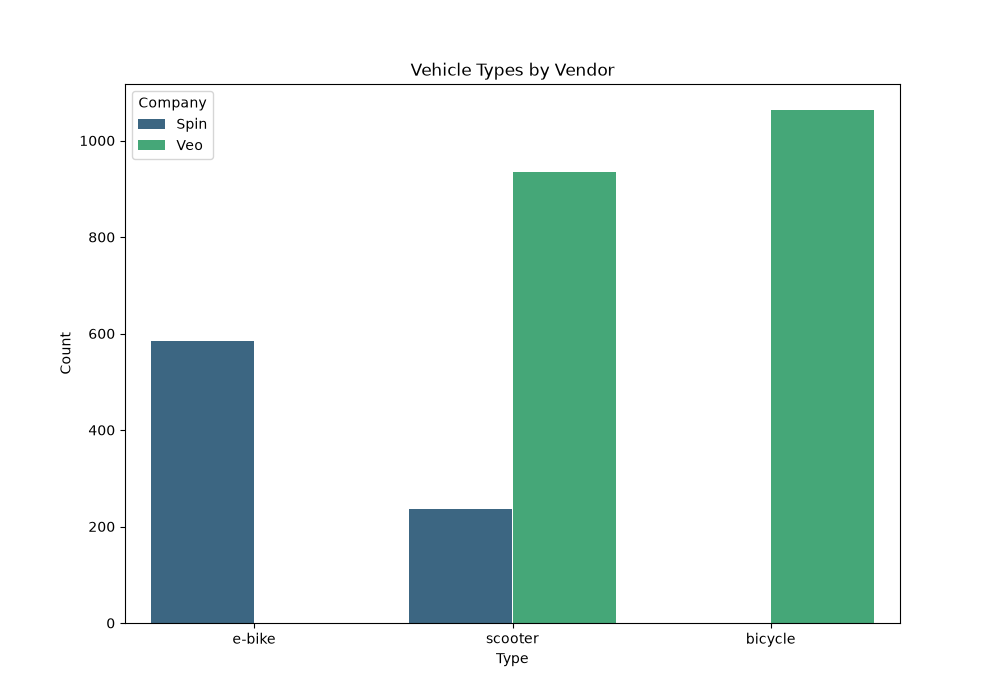 Vehicle Types by Vendor
Company
Spin
Veo
1000
800
600
400
200
0
Count
e-bike
scooter
bicycle
Type